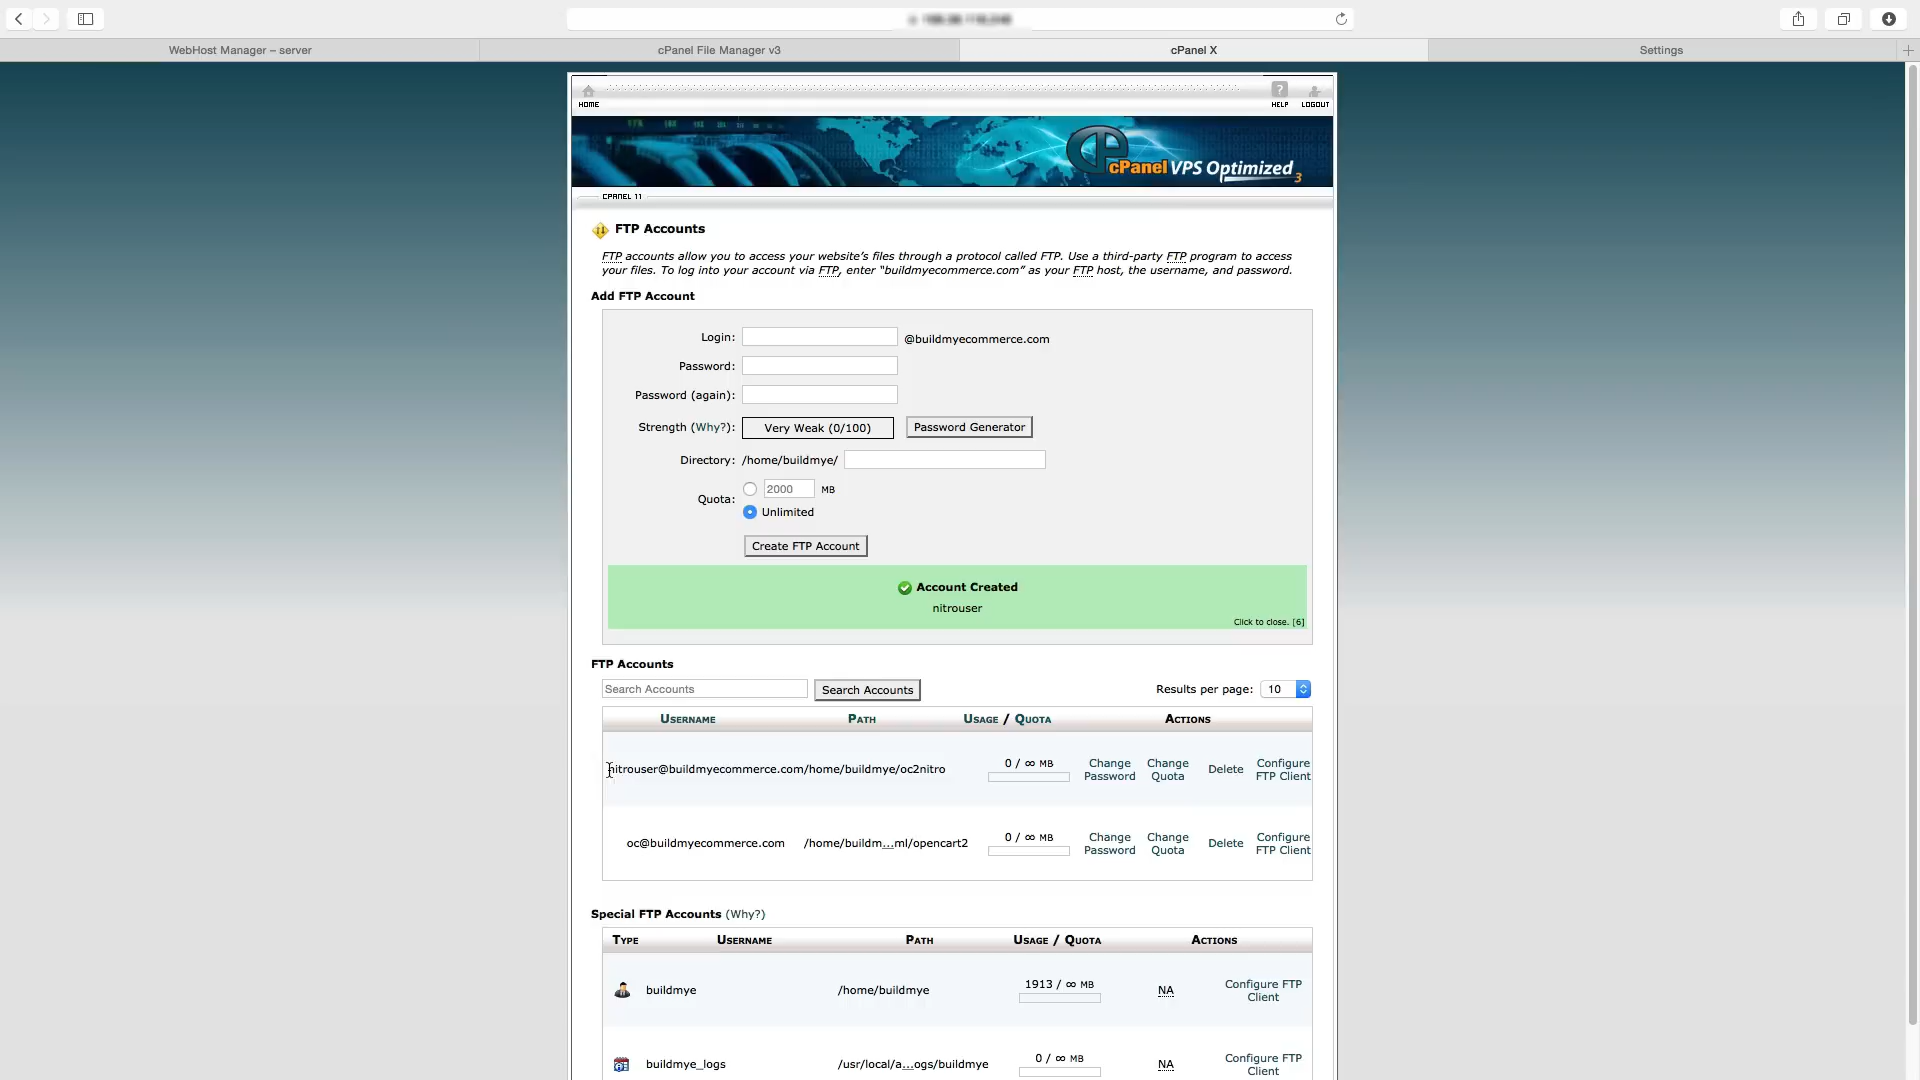 WebHost Manager – server
cPanel File Manager v3
cPanel X
Settings
HOME
HELP
LOGOUT
cPanel VPS Optimized 3
CPANEL 11
FTP Accounts
FTP accounts allow you to access your website's files through a protocol called FTP. Use a third-party FTP program to access
your files. To log into your account via FTP, enter "buildmyecommerce.com" as your FTP host, the username, and password.
Add FTP Account
Login: @buildmyecommerce.com
Password:
Password (again):
Strength (Why?): Very Weak (0/100) Password Generator
Directory: /home/buildmye/
Quota: 2000 MB
Unlimited
Create FTP Account
Account Created
nitrouser
Click to close. [6]
FTP Accounts
Search Accounts Search Accounts Results per page: 10
USERNAME PATH USAGE / QUOTA ACTIONS
nitrouser@buildmyecommerce.com/home/buildmye/oc2nitro 0 / ∞ MB Change Password Change Quota Delete Configure FTP Client
oc@buildmyecommerce.com /home/buildm...ml/opencart2 0 / ∞ MB Change Password Change Quota Delete Configure FTP Client
Special FTP Accounts (Why?)
TYPE USERNAME PATH USAGE / QUOTA ACTIONS
buildmye /home/buildmye 1913 / ∞ MB NA Configure FTP Client
buildmye_logs /usr/local/a...ogs/buildmye 0 / ∞ MB NA Configure FTP Client